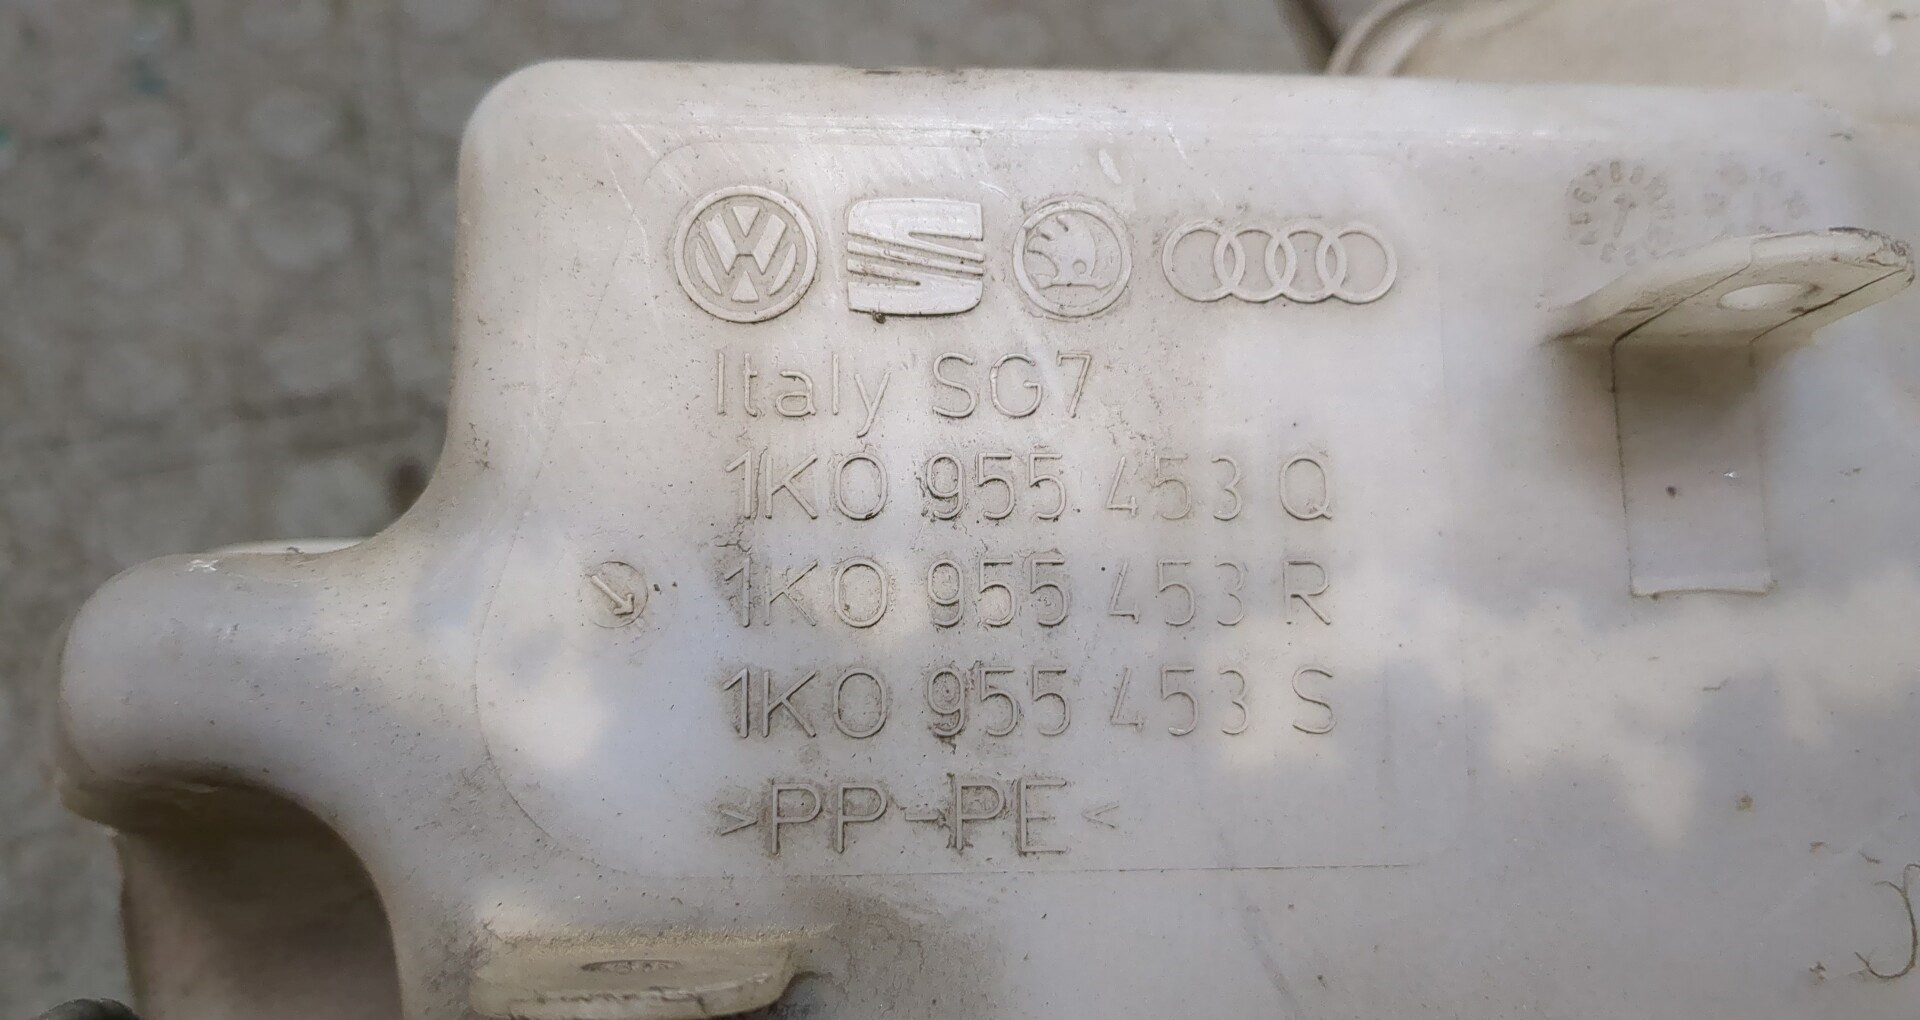 Italy SG7
1K0 955 453 Q
1K0 955 453 R
1K0 955 453 S
>PP-PE<